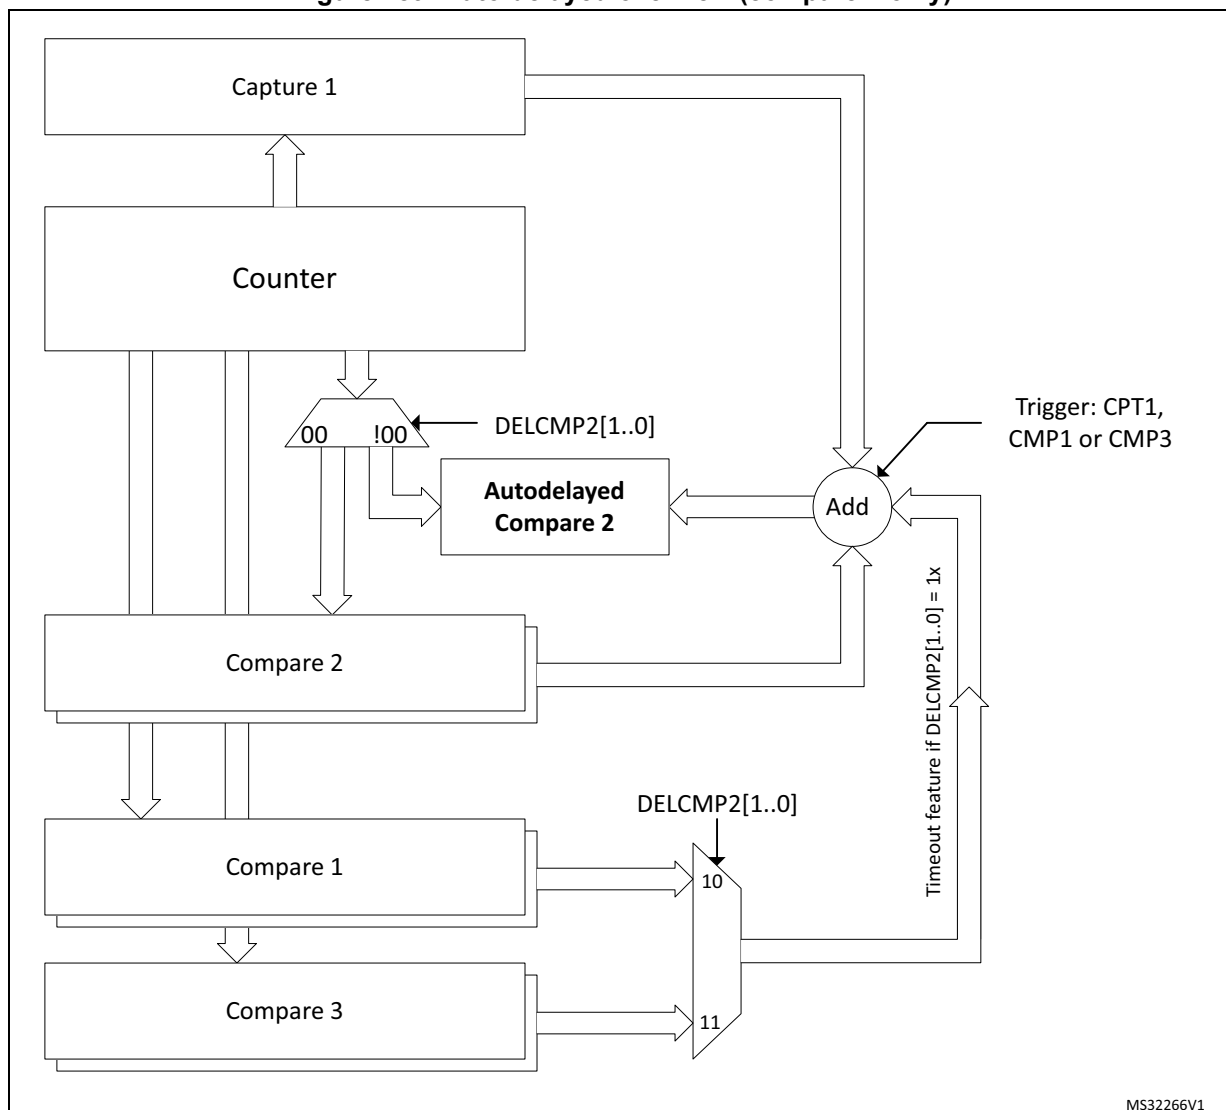 Capture 1
Counter
00 !00
DELCMP2[1..0]
Trigger: CPT1,
CMP1 or CMP3
Autodelayed
Compare 2
Add
Timeout feature if DELCMP2[1..0] = 1x
Compare 2
DELCMP2[1..0]
Compare 1
10
Compare 3
11
MS32266V1